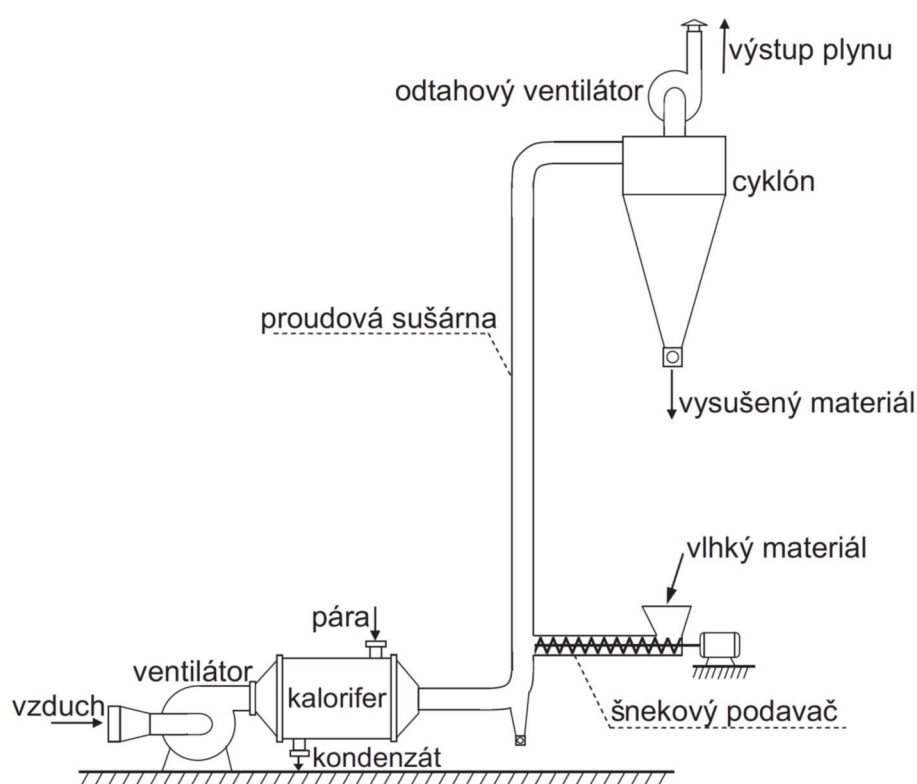 výstup plynu
odtahový ventilátor
cyklón
proudová sušárna
vysušený materiál
vlhký materiál
pára
ventilátor
kalorifer
vzduch
šnekový podavač
kondenzát